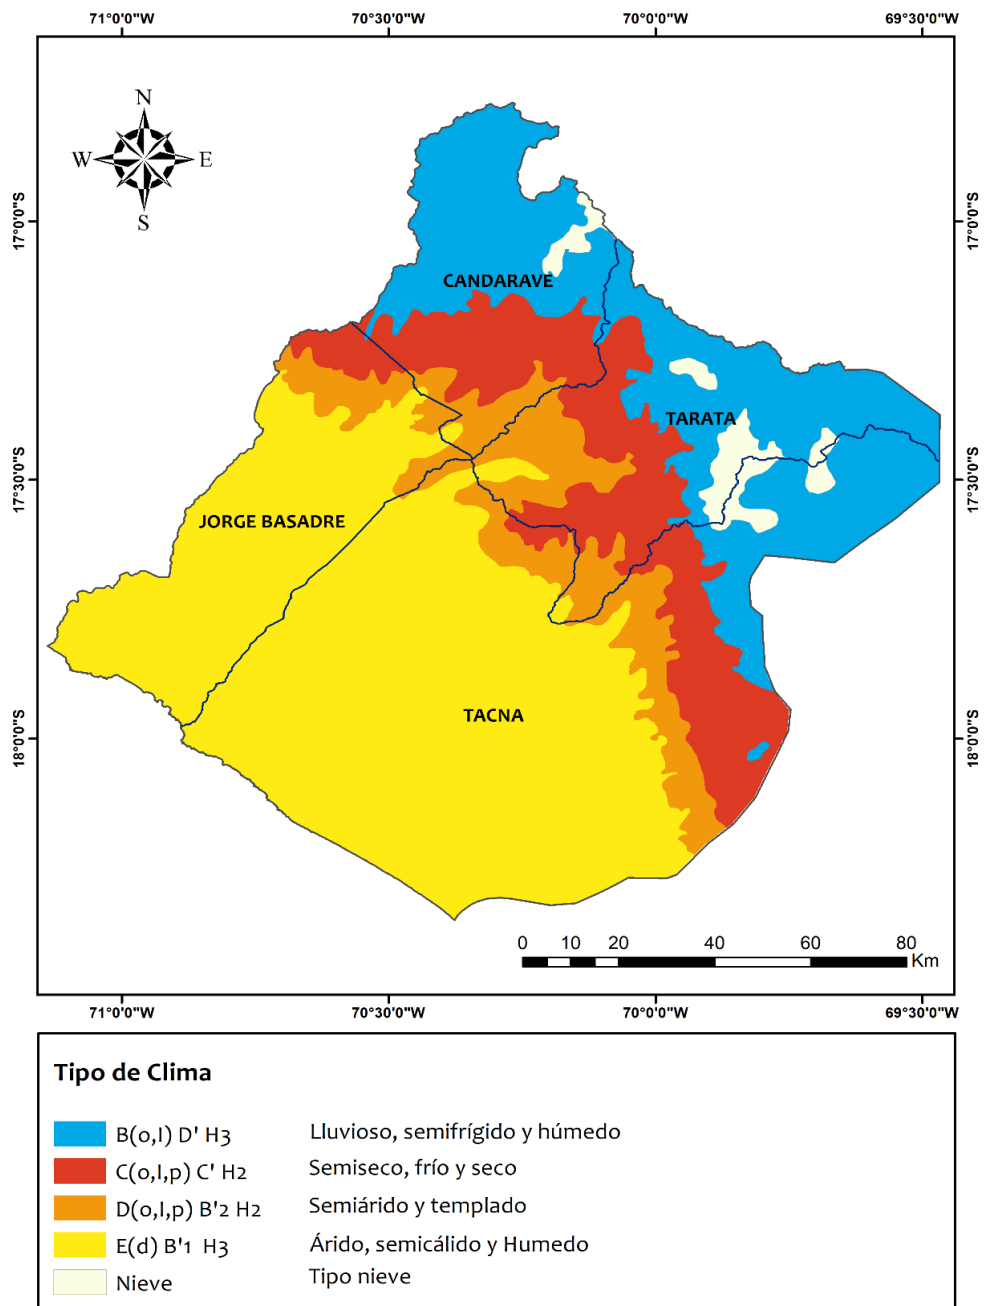 71°0'0"W 70°30'0"W 70°0'0"W 69°30'0"W
N
W E
S
17°0'0"S 17°0'0"S
CANDARAVE
TARATA
17°30'0"S 17°30'0"S
JORGE BASADRE
TACNA
18°0'0"S 18°0'0"S
0 10 20 40 60 80
Km
71°0'0"W 70°30'0"W 70°0'0"W 69°30'0"W
Tipo de Clima
B(o,I) D' H3 Lluvioso, semifrígido y húmedo
C(o,I,p) C' H2 Semiseco, frío y seco
D(o,I,p) B'2 H2 Semiárido y templado
E(d) B'1 H3 Árido, semicálido y Humedo
Nieve Tipo nieve